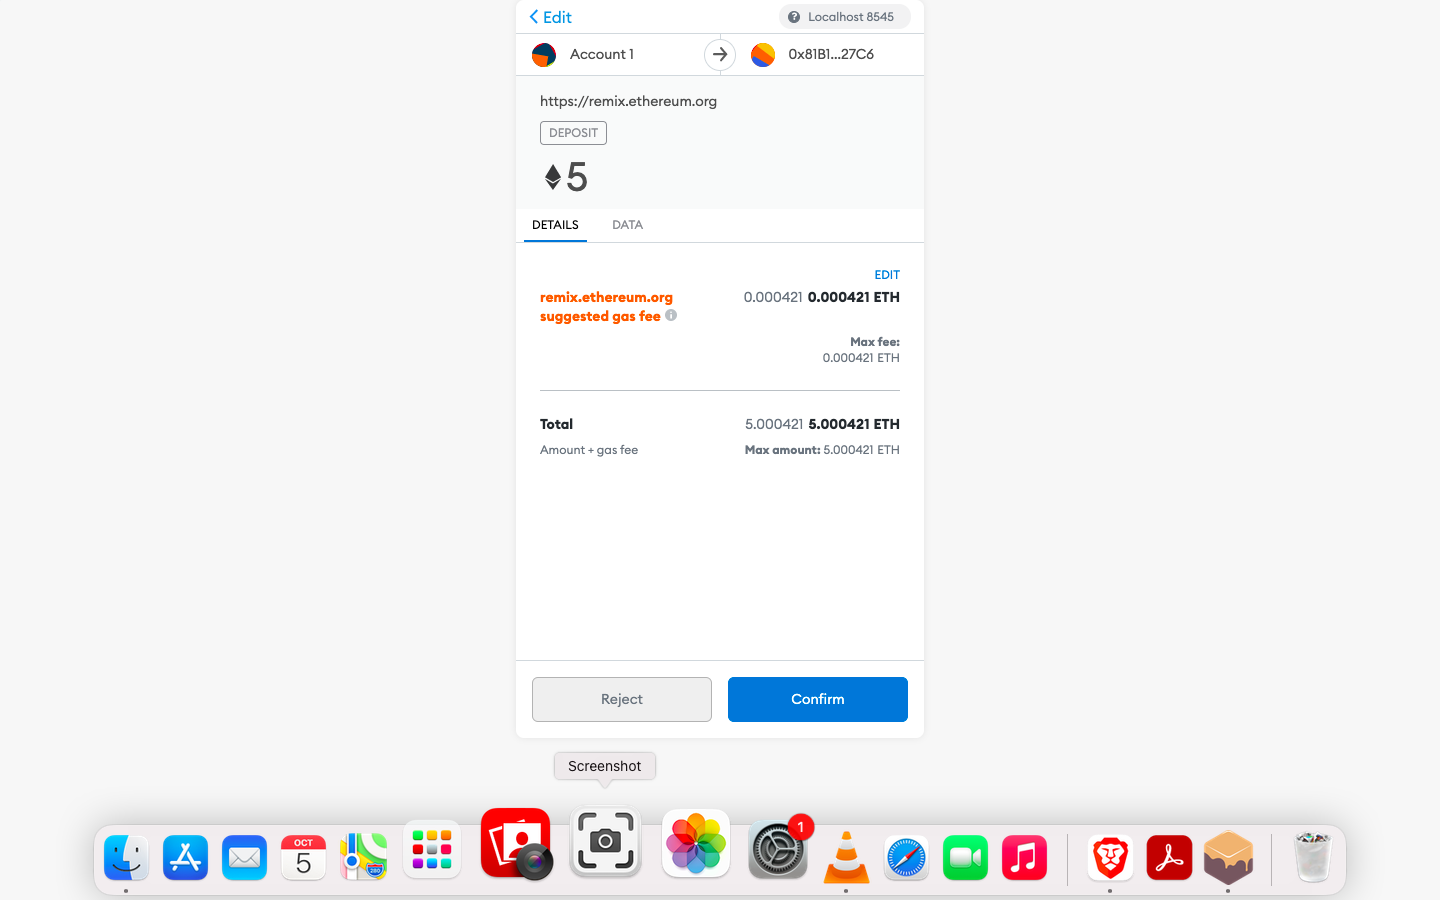 Edit
Localhost 8545
Account 1
0x81B1...27C6
https://remix.ethereum.org
DEPOSIT
5
DETAILS
DATA
EDIT
remix.ethereum.org
0.000421 0.000421 ETH
suggested gas fee
Max fee:
0.000421 ETH
Total
5.000421 5.000421 ETH
Amount + gas fee
Max amount: 5.000421 ETH
Reject
Confirm
Screenshot
OCT
5
280
1